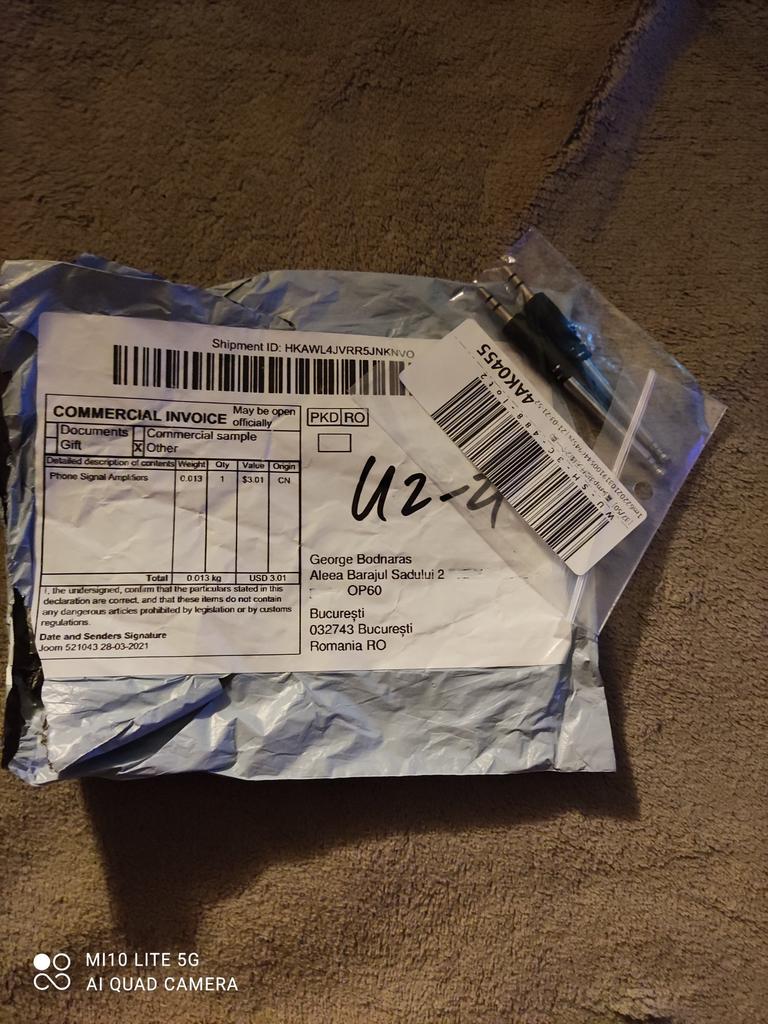 Shipment ID: HKAWL4JVRR5JNKNVO
COMMERCIAL INVOICE May be open officially
Documents Commercial sample
Gift X Other
PKD RO
Detailed description of contents Weight Qty Value Origin
Phone Signal Amplifiers 0.013 1 $3.01 CN
Total 0.013 kg USD 3.01
I, the undersigned, confirm that the particulars stated in this
declaration are correct, and that these items do not contain
any dangerous articles prohibited by legislation or by customs
regulations.
Date and Senders Signature
Joom 521043 28-03-2021
U2-4
George Bodnaras
Aleea Barajul Sadului 2
OP60
București
032743 București
Romania RO
4AK0455
MI10 LITE 5G
AI QUAD CAMERA